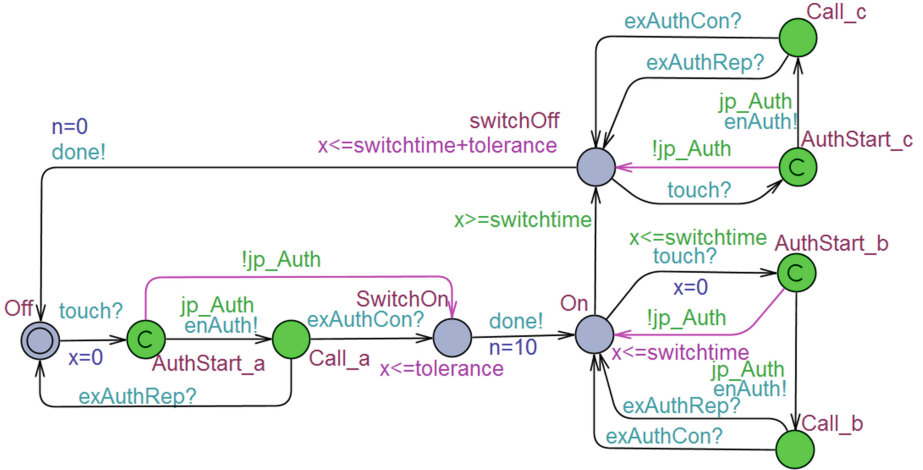 Call_c
exAuthCon?
exAuthRep?
jp_Auth
enAuth!
switchOff
n=0
done!
x<=switchtime+tolerance
!jp_Auth
AuthStart_c
C
touch?
x>=switchtime
x<=switchtime
AuthStart_b
touch?
C
x=0
!jp_Auth
On
!jp_Auth
SwitchOn
Off
touch?
jp_Auth
enAuth!
exAuthCon?
done!
C
x=0
n=10
AuthStart_a
Call_a
x<=tolerance
x<=switchtime
jp_Auth
enAuth!
exAuthRep?
exAuthRep?
Call_b
exAuthCon?